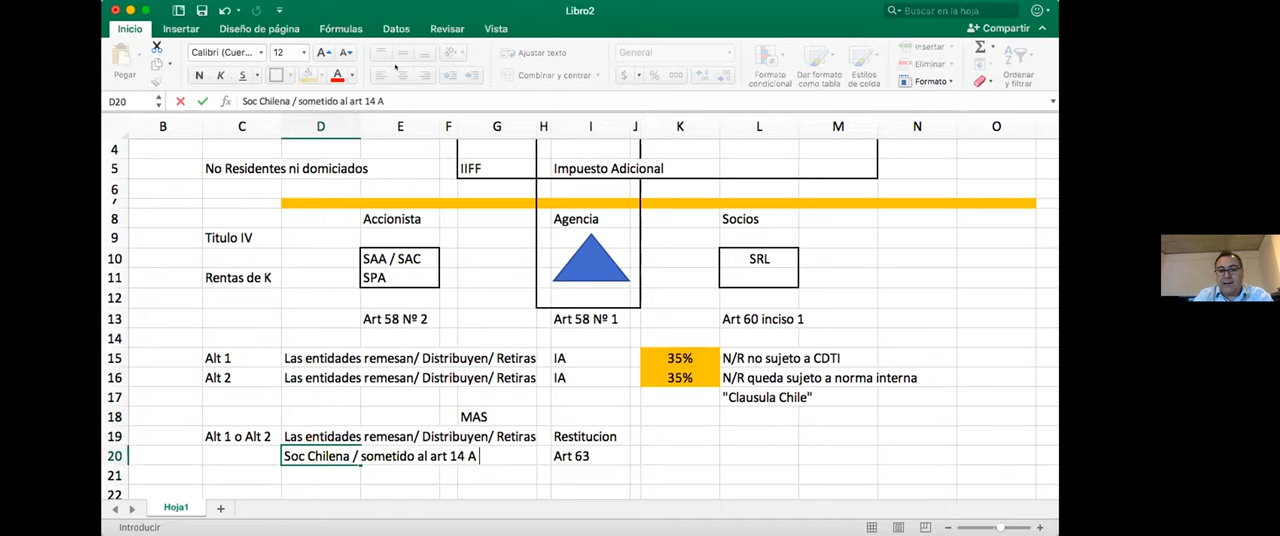 Libro2
Buscar en la hoja
Inicio Insertar Diseño de página Fórmulas Datos Revisar Vista
Compartir
Pegar
Calibri (Cuer... 12
Ajustar texto
General
Insertar
N K S A
Combinar y centrar
$ % 000
Eliminar
Formato
Formato condicional
Dar formato como tabla
Estilos de celda
Ordenar y filtrar
D20 fx Soc Chilena / sometido al art 14 A
B C D E F G H I J K L M N O
4
5 No Residentes ni domiciados IIFF Impuesto Adicional
6
7
8 Accionista Agencia Socios
9 Titulo IV
10 SAA / SAC SRL
11 Rentas de K SPA
12
13 Art 58 Nº 2 Art 58 Nº 1 Art 60 inciso 1
14
15 Alt 1 Las entidades remesan/ Distribuyen/ Retiras IA 35% N/R no sujeto a CDTI
16 Alt 2 Las entidades remesan/ Distribuyen/ Retiras IA 35% N/R queda sujeto a norma interna
17 "Clausula Chile"
18 MAS
19 Alt 1 o Alt 2 Las entidades remesan/ Distribuyen/ Retiras Restitucion
20 Soc Chilena / sometido al art 14 A Art 63
21
22
Hoja1
Introducir